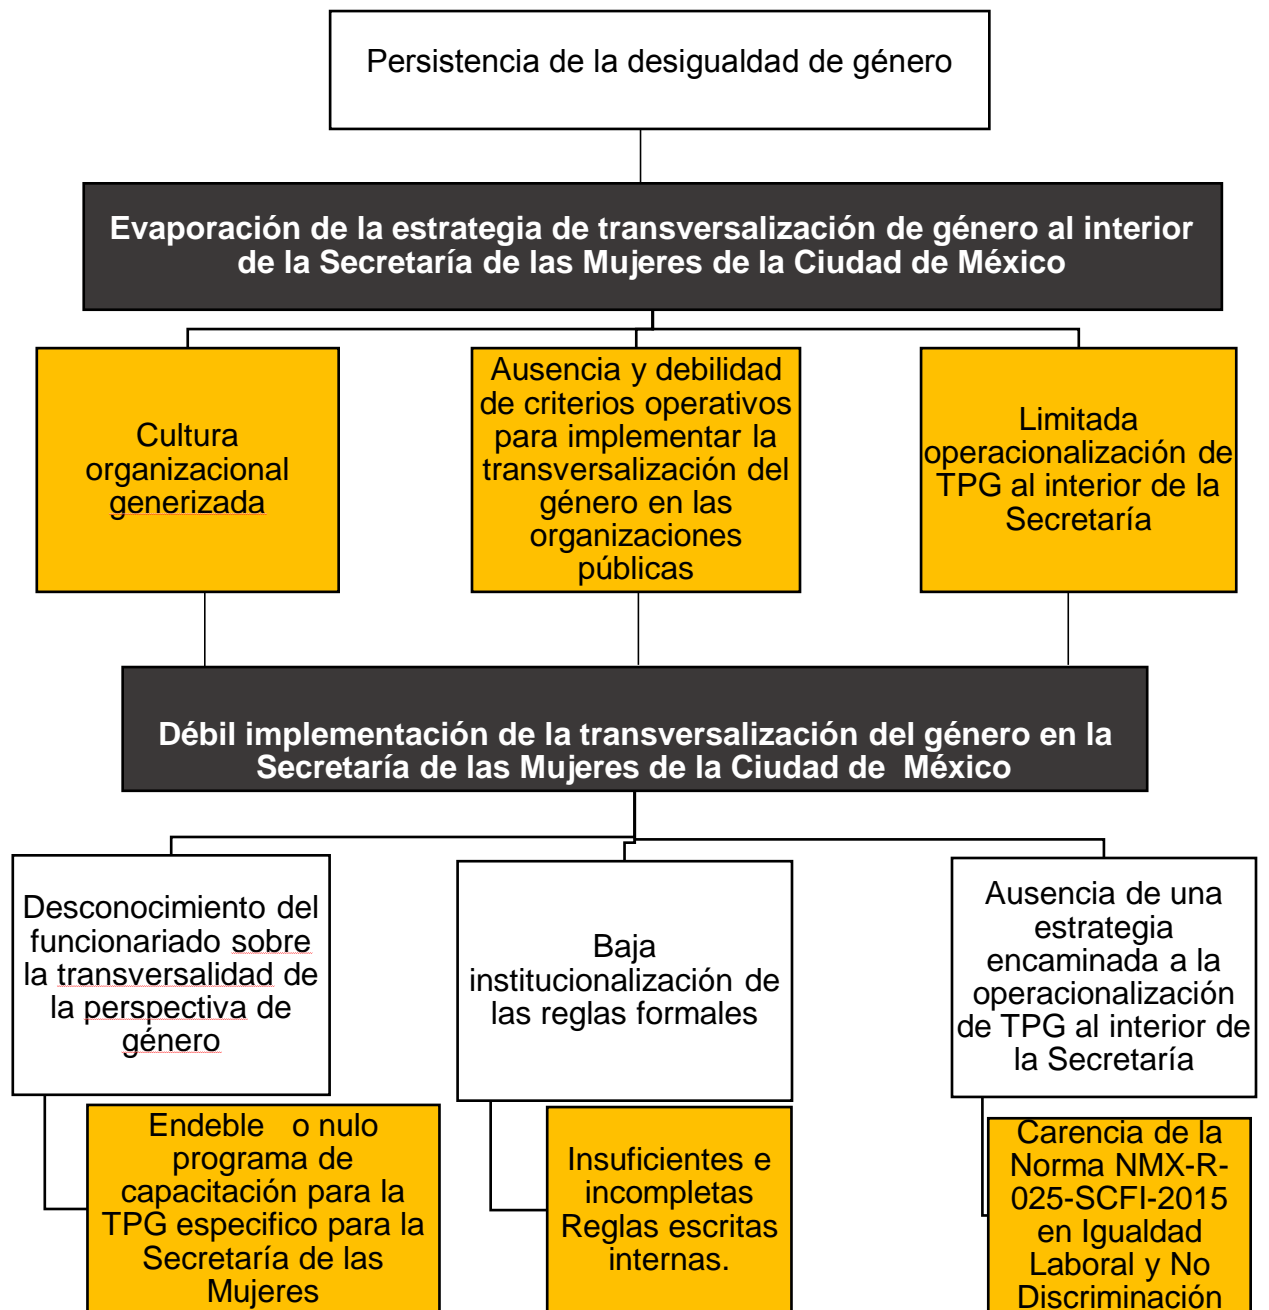 Persistencia de la desigualdad de género
Evaporación de la estrategia de transversalización de género al interior
de la Secretaría de las Mujeres de la Ciudad de México
Cultura
organizacional
generizada
Ausencia y debilidad
de criterios operativos
para implementar la
transversalización del
género en las
organizaciones
públicas
Limitada
operacionalización de
TPG al interior de la
Secretaría
Débil implementación de la transversalización del género en la
Secretaría de las Mujeres de la Ciudad de  México
Desconocimiento del
funcionariado sobre
la transversalidad de
la perspectiva de
género
Baja
institucionalización de
las reglas formales
Ausencia de una
estrategia
encaminada a la
operacionalización
de TPG al interior de
la Secretaría
Endeble   o nulo
programa de
capacitación para la
TPG especifico para la
Secretaría de las
Mujeres
Insuficientes e
incompletas
Reglas escritas
internas.
Carencia de la
Norma NMX-R-
025-SCFI-2015
en Igualdad
Laboral y No
Discriminación